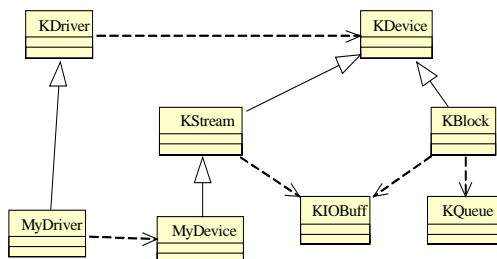 KDriver
KDevice
KStream
KBlock
MyDriver
MyDevice
KIOBuff
KQueue